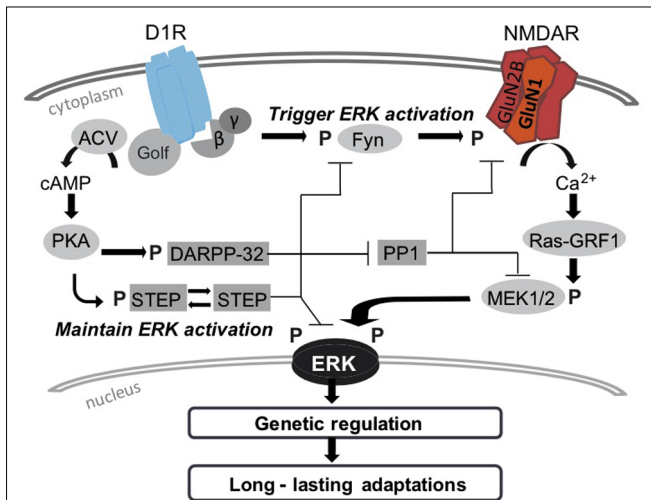 D1R
NMDAR
cytoplasm
GluN2B
GluN1
Trigger ERK activation
ACV
Golf
β
γ
P
Fyn
P
cAMP
Ca2+
PKA
P
DARPP-32
PP1
Ras-GRF1
P
STEP
STEP
MEK1/2
P
Maintain ERK activation
P
P
ERK
nucleus
Genetic regulation
Long - lasting adaptations